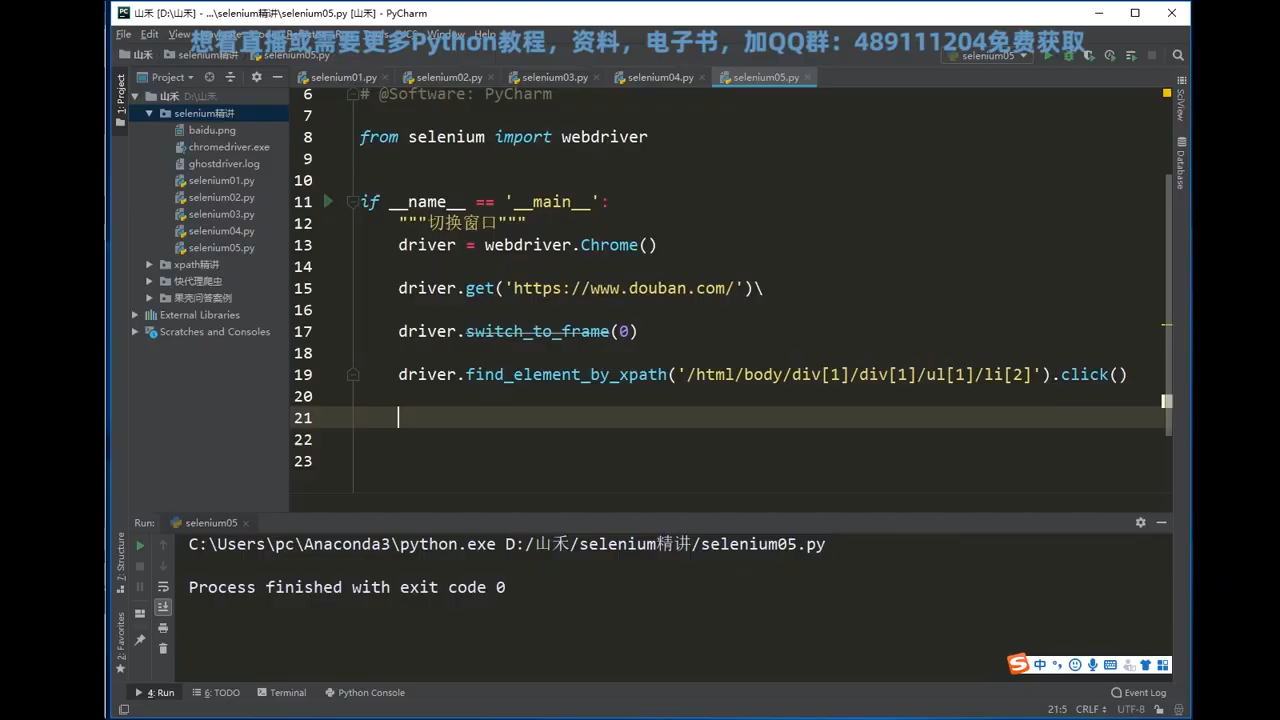 山禾 [D:\山禾] - ...\selenium精讲\selenium05.py [山禾] - PyCharm
File Edit View Window Help
想看直播或需要更多Python教程，资料，电子书，加QQ群：489111204免费获取
山禾 selenium精讲 selenium05.py selenium05
Project selenium01.py selenium02.py selenium03.py selenium04.py selenium05.py
1: Project
山禾 D:\山禾
selenium精讲
baidu.png
chromedriver.exe
ghostdriver.log
selenium01.py
selenium02.py
selenium03.py
selenium04.py
selenium05.py
xpath精讲
快代理爬虫
果壳问答案例
External Libraries
Scratches and Consoles
6 # @Software: PyCharm
7
8 from selenium import webdriver
9
10
11 if __name__ == '__main__':
12 """切换窗口"""
13 driver = webdriver.Chrome()
14
15 driver.get('https://www.douban.com/')\
16
17 driver.switch_to_frame(0)
18
19 driver.find_element_by_xpath('/html/body/div[1]/div[1]/ul[1]/li[2]').click()
20
21
22
23
SciView
Database
Run: selenium05
C:\Users\pc\Anaconda3\python.exe D:/山禾/selenium精讲/selenium05.py
Process finished with exit code 0
7: Structure
2: Favorites
中
4: Run 6: TODO Terminal Python Console Event Log
21:5 CRLF UTF-8